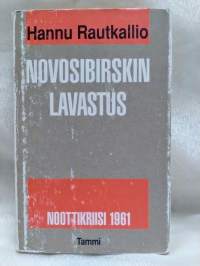 Hannu Rautkallio
NOVOSIBIRSKIN
LAVASTUS
NOOTTIKRIISI 1961
Tammi